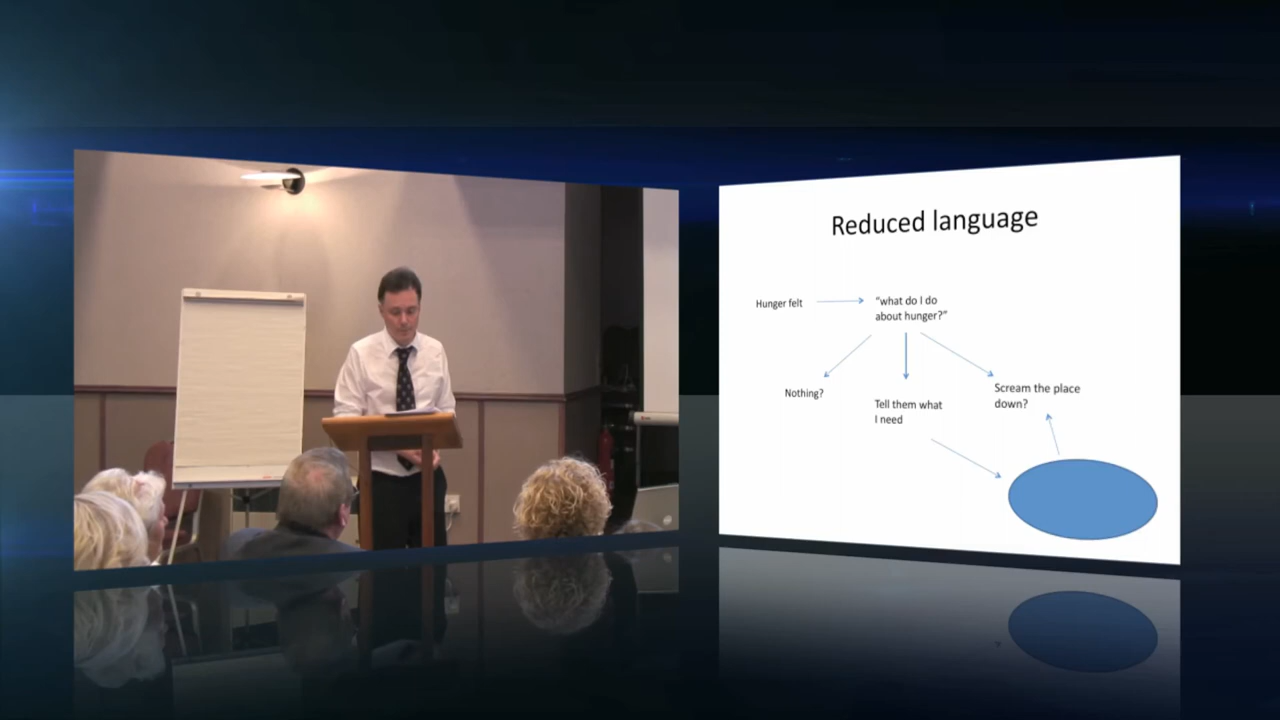 Reduced language
Hunger felt
“what do I do
about hunger?”
Nothing?
Tell them what
I need
Scream the place
down?